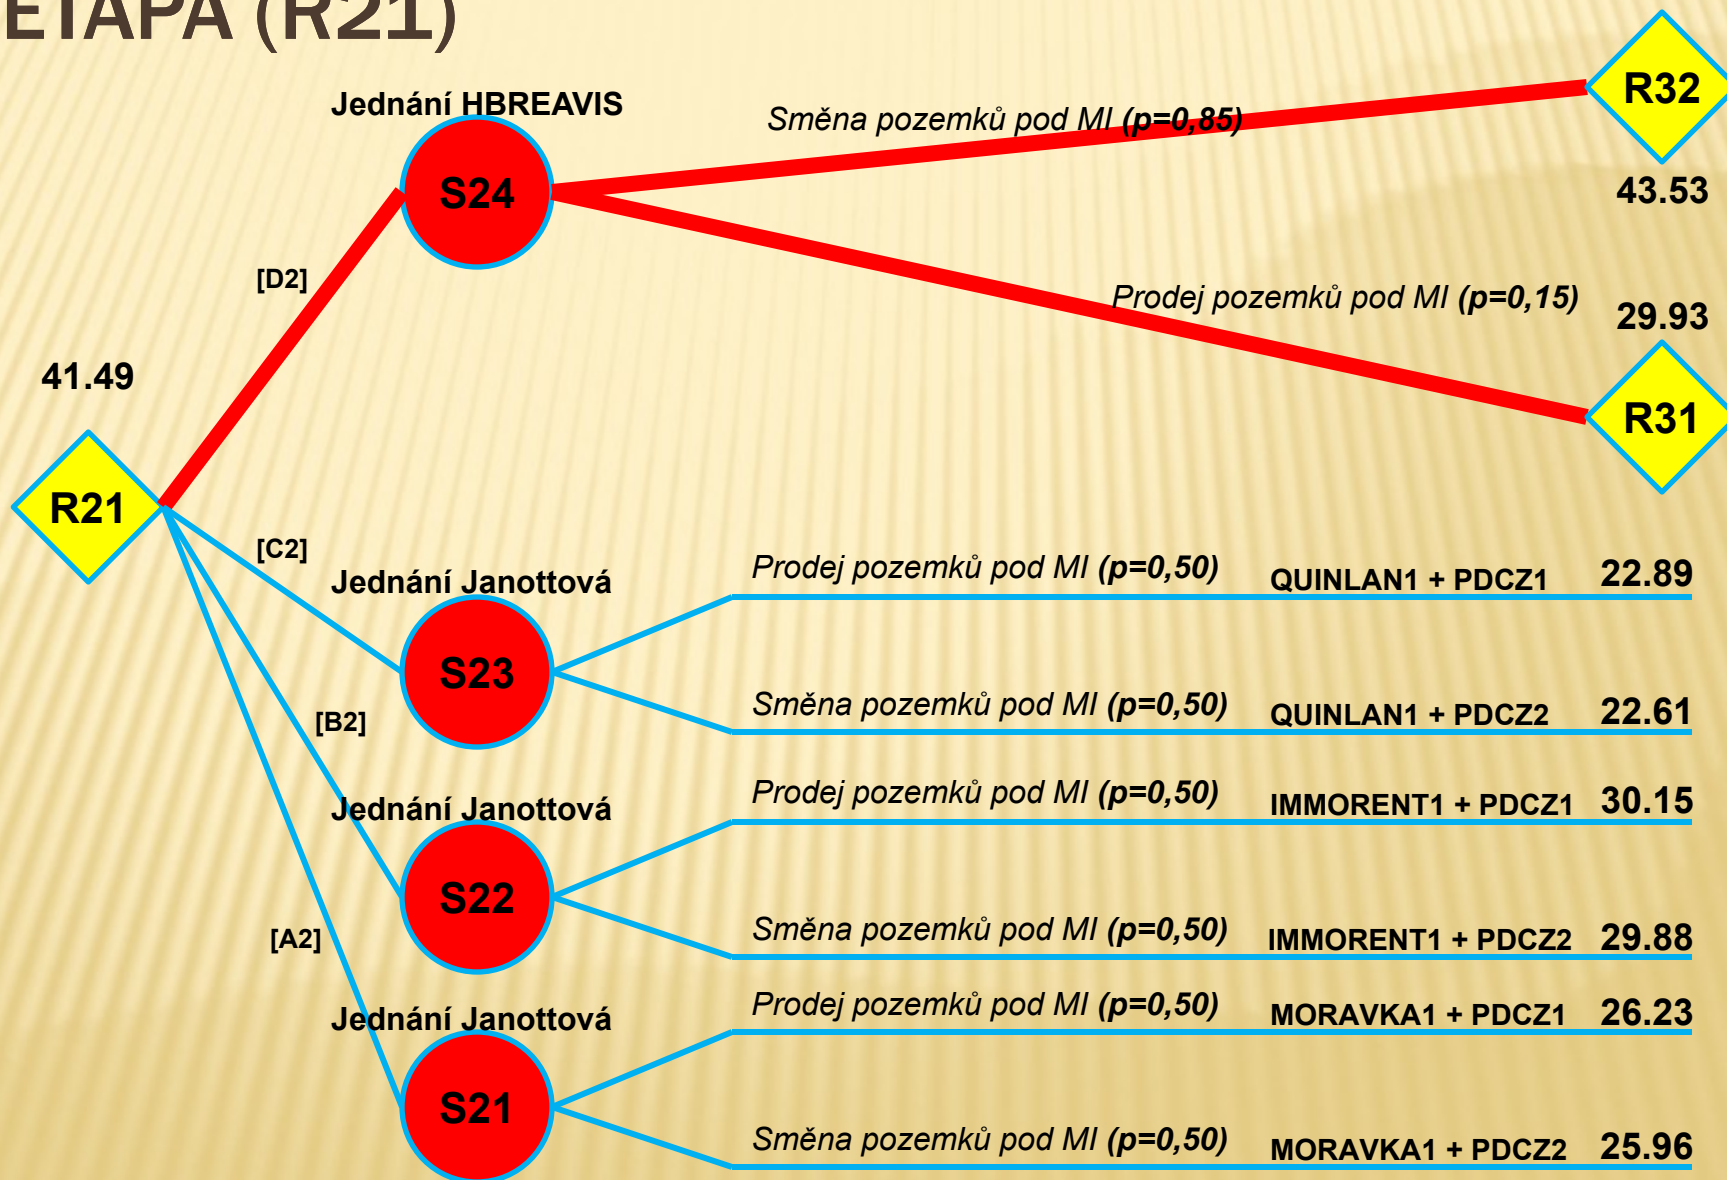 ETAPA (R21)
Jednání HBREAVIS
S24
[D2]
Směna pozemků pod MI (p=0,85)
R32
43.53
Prodej pozemků pod MI (p=0,15)
29.93
R31
41.49
R21
[C2]
Jednání Janottová
S23
Prodej pozemků pod MI (p=0,50)
QUINLAN1 + PDCZ1
22.89
Směna pozemků pod MI (p=0,50)
QUINLAN1 + PDCZ2
22.61
[B2]
Jednání Janottová
S22
Prodej pozemků pod MI (p=0,50)
IMMORENT1 + PDCZ1
30.15
Směna pozemků pod MI (p=0,50)
IMMORENT1 + PDCZ2
29.88
[A2]
Jednání Janottová
S21
Prodej pozemků pod MI (p=0,50)
MORAVKA1 + PDCZ1
26.23
Směna pozemků pod MI (p=0,50)
MORAVKA1 + PDCZ2
25.96